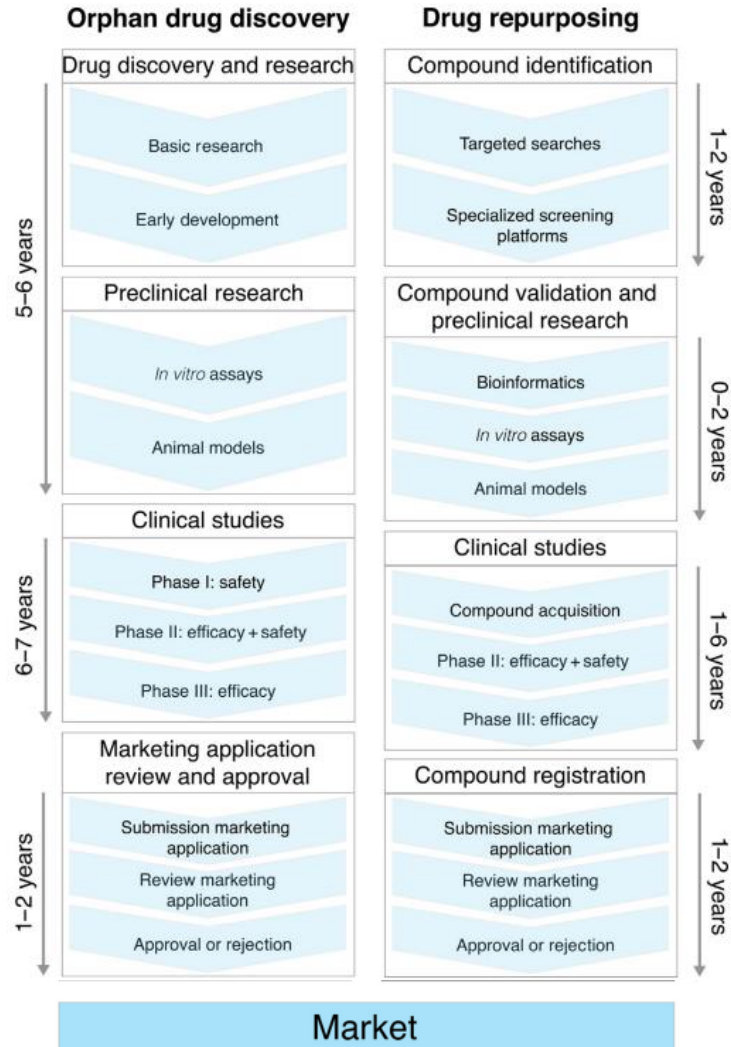 Orphan drug discovery
Drug discovery and research
Basic research
Early development
Preclinical research
In vitro assays
Animal models
Clinical studies
Phase I: safety
Phase II: efficacy + safety
Phase III: efficacy
Marketing application
review and approval
Submission marketing
application
Review marketing
application
Approval or rejection
5–6 years
6–7 years
1–2 years
Drug repurposing
Compound identification
Targeted searches
Specialized screening
platforms
Compound validation and
preclinical research
Bioinformatics
In vitro assays
Animal models
Clinical studies
Compound acquisition
Phase II: efficacy + safety
Phase III: efficacy
Compound registration
Submission marketing
application
Review marketing
application
Approval or rejection
1–2 years
0–2 years
1–6 years
1–2 years
Market